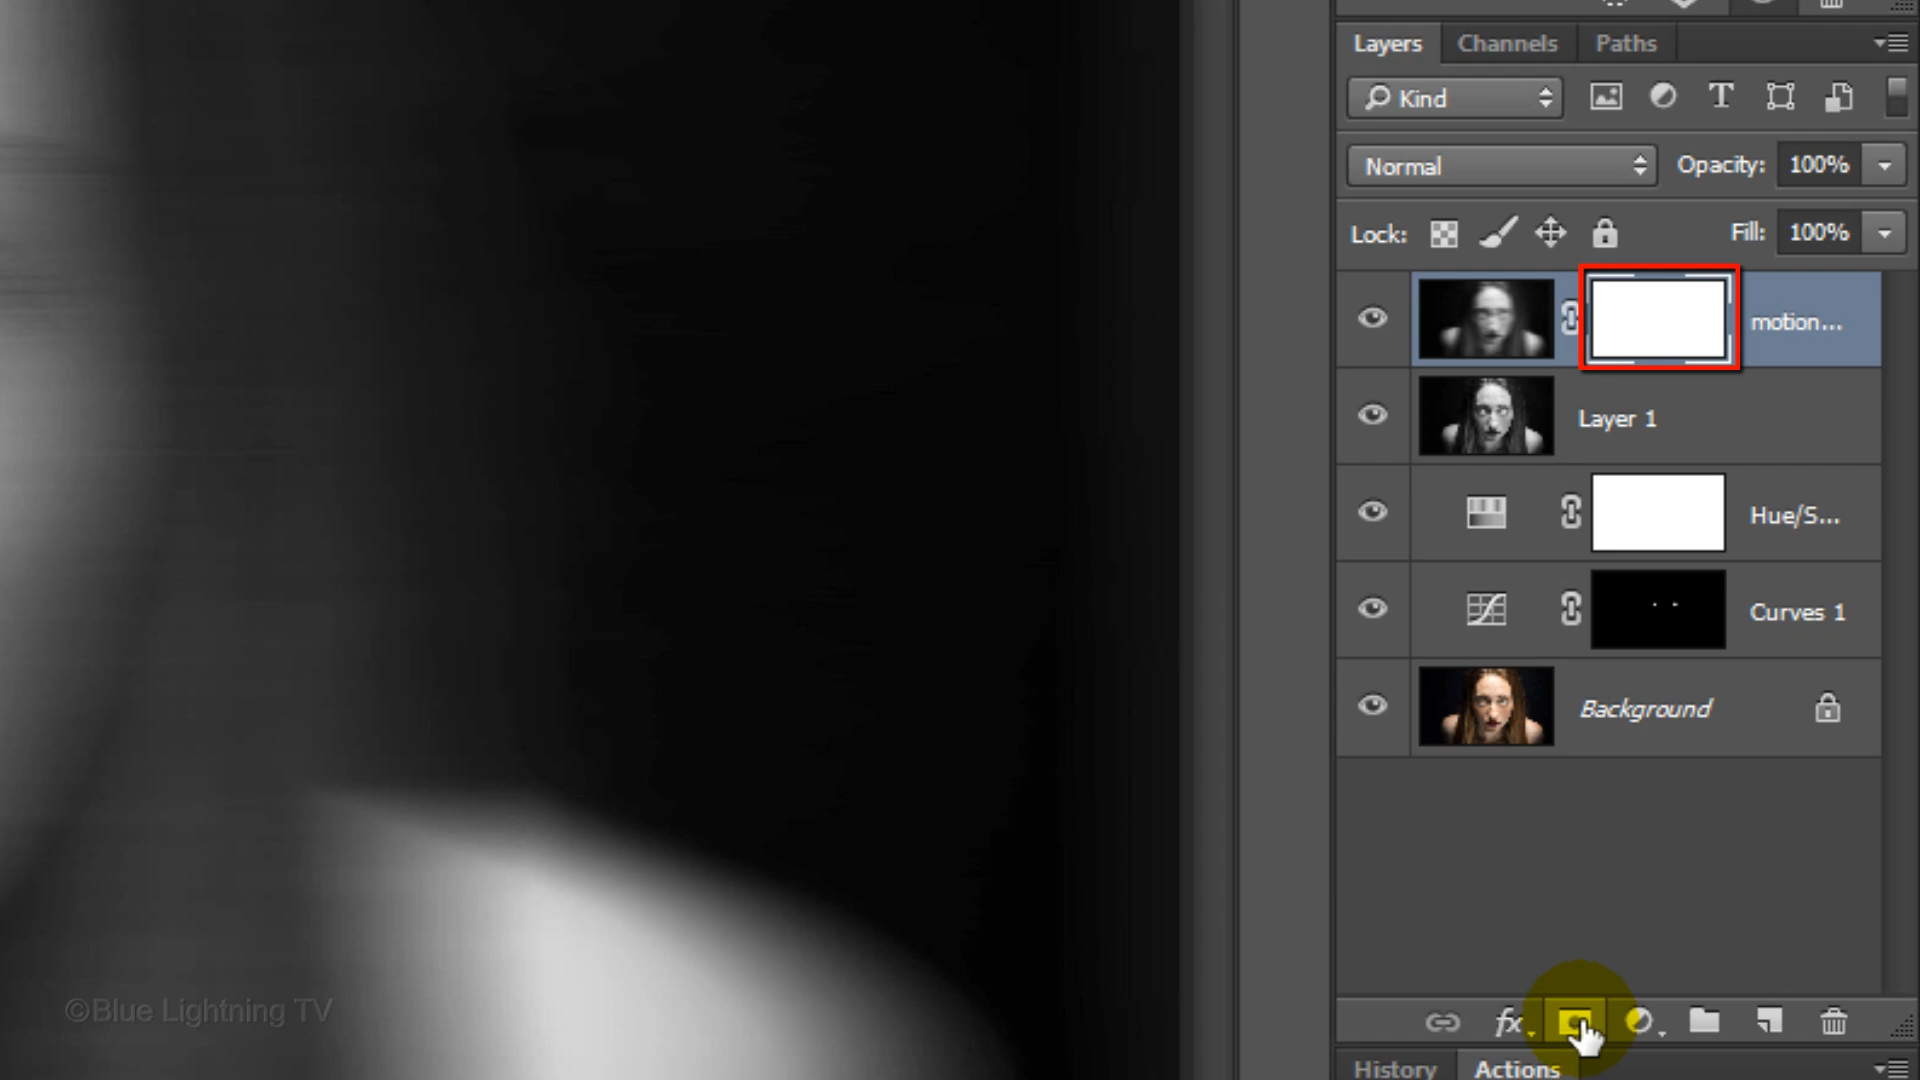 Layers Channels Paths
Kind
Normal Opacity: 100%
Lock: Fill: 100%
motion...
Layer 1
Hue/S...
Curves 1
Background
©Blue Lightning TV
fx
History Actions